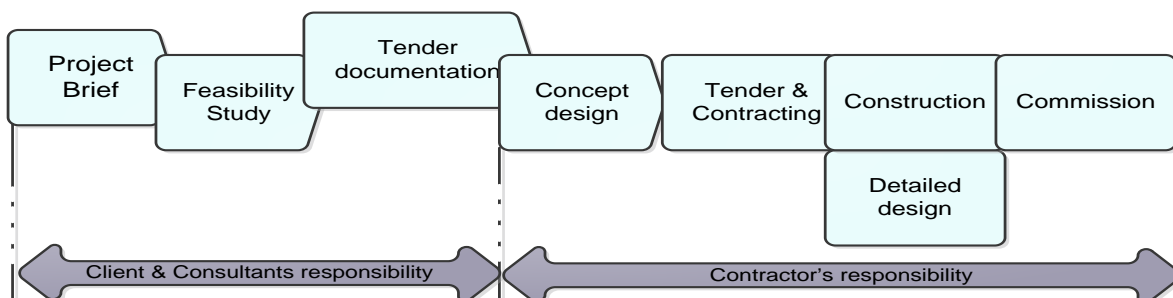 Project
Brief
Feasibility
Study
Tender
documentation
Concept
design
Tender &
Contracting
Construction
Commission
Detailed
design
Client & Consultants responsibility
Contractor's responsibility